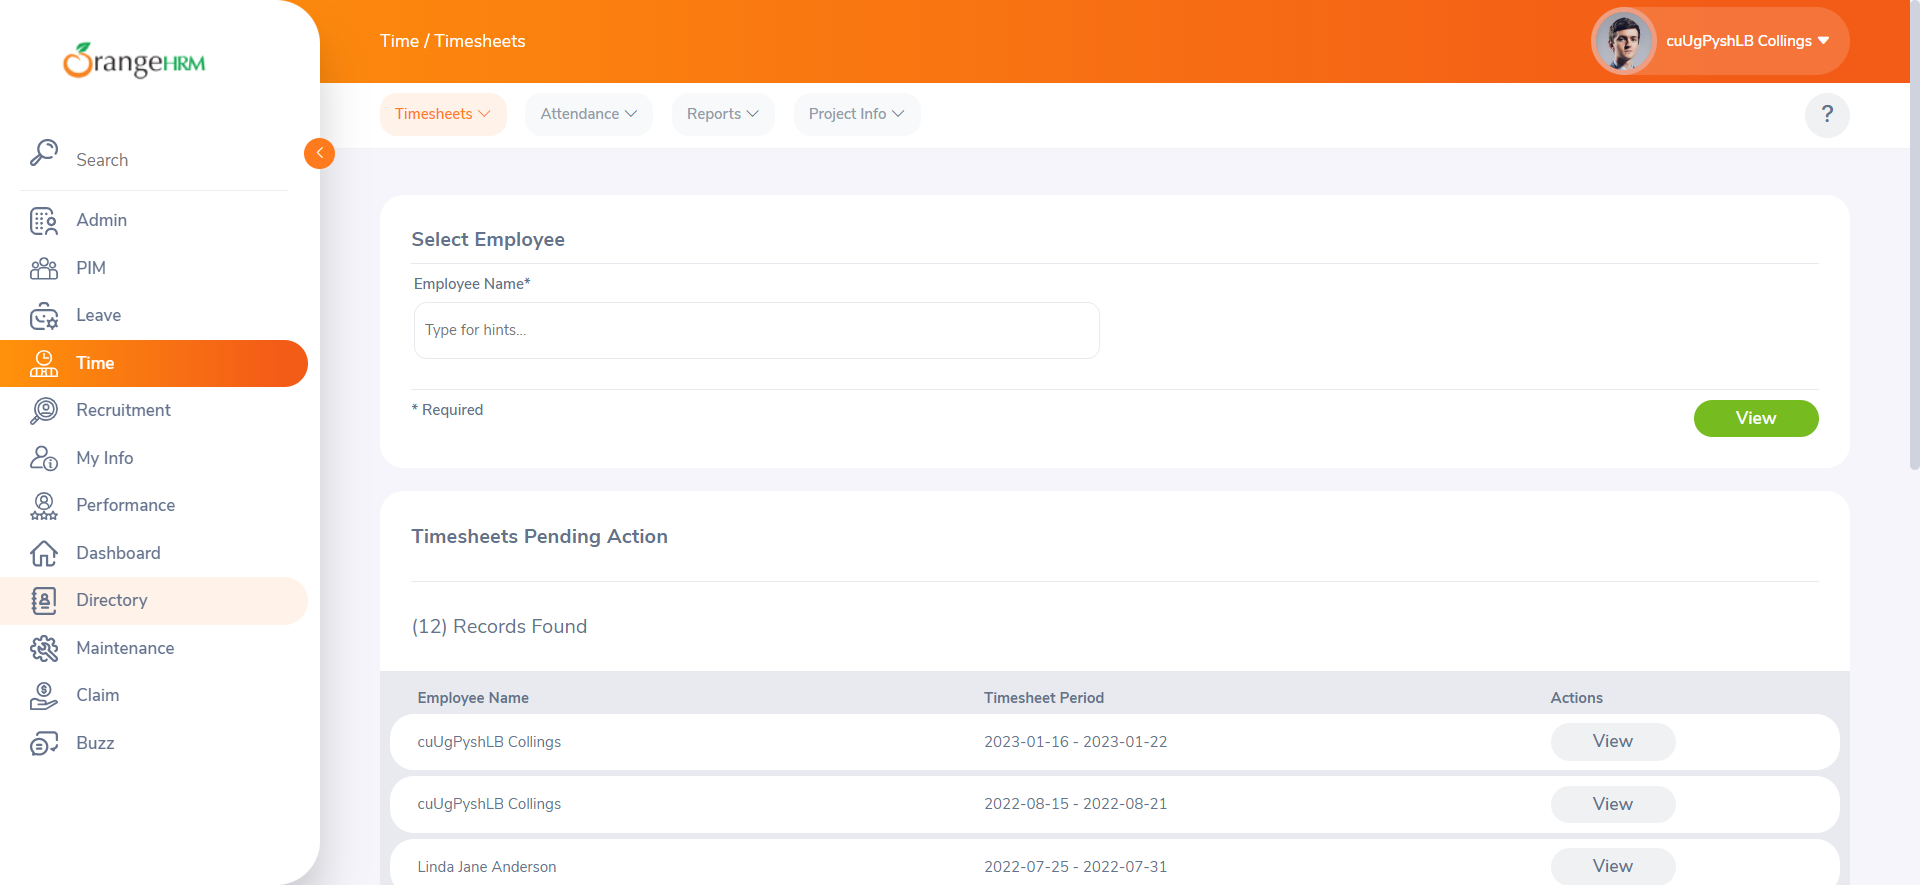 OrangeHRM
Time / Timesheets
cuUgPyshLB Collings
Timesheets
Attendance
Reports
Project Info
?
Search
Admin
PIM
Leave
Time
Recruitment
My Info
Performance
Dashboard
Directory
Maintenance
Claim
Buzz
Select Employee
Employee Name*
Type for hints...
* Required
View
Timesheets Pending Action
(12) Records Found
Employee Name Timesheet Period Actions
cuUgPyshLB Collings 2023-01-16 - 2023-01-22 View
cuUgPyshLB Collings 2022-08-15 - 2022-08-21 View
Linda Jane Anderson 2022-07-25 - 2022-07-31 View